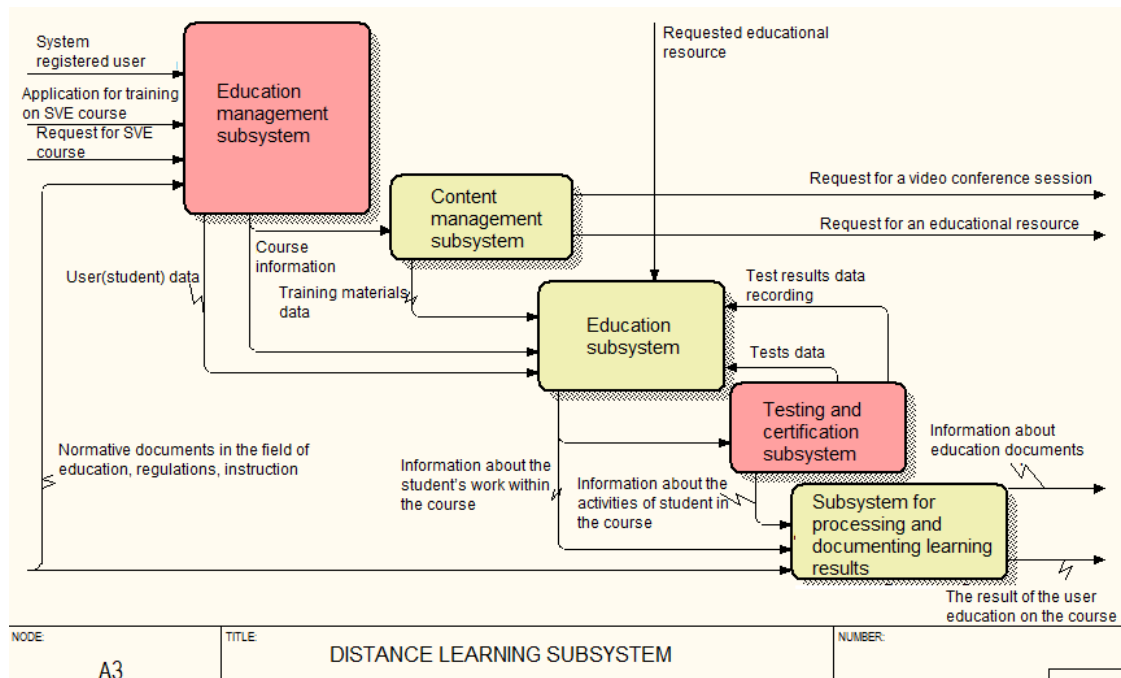 System
registered user
Application for training
on SVE course
Request for SVE
course
Education
management
subsystem
Requested educational
resource
Content
management
subsystem
Request for a video conference session
Request for an educational resource
User(student) data
Course
information
Training materials
data
Education
subsystem
Test results data
recording
Tests data
Testing and
certification
subsystem
Normative documents in the field of
education, regulations, instruction
Information about the
student's work within
the course
Information about the
activities of student in
the course
Information about
education documents
Subsystem for
processing and
documenting learning
results
The result of the user
education on the course
NODE:
A3
TITLE:
DISTANCE LEARNING SUBSYSTEM
NUMBER: